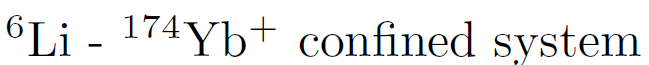 ⁶Li - ¹⁷⁴Yb⁺ confined system